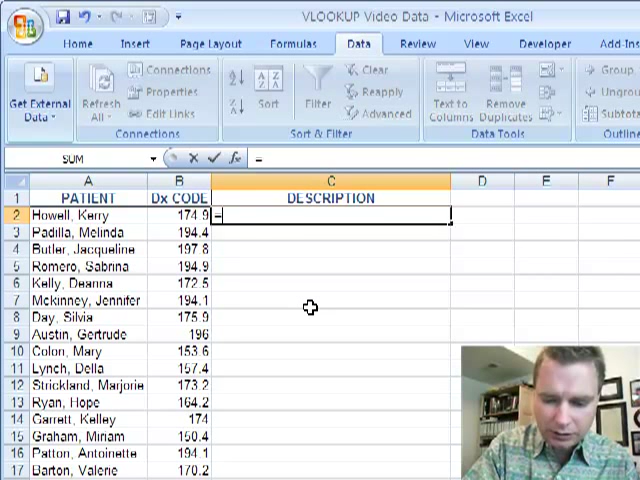 VLOOKUP Video Data - Microsoft Excel
Home Insert Page Layout Formulas Data Review View Developer Add-Ins
Get External Data
Refresh All
Connections
Properties
Edit Links
Connections
Sort
Filter
Clear
Reapply
Advanced
Sort & Filter
Text to Columns
Remove Duplicates
Data Tools
Group
Ungrou
Subtota
Outline
SUM =
A B C D E F
1 PATIENT Dx CODE DESCRIPTION
2 Howell, Kerry 174.9 =
3 Padilla, Melinda 194.4
4 Butler, Jacqueline 197.8
5 Romero, Sabrina 194.9
6 Kelly, Deanna 172.5
7 Mckinney, Jennifer 194.1
8 Day, Silvia 175.9
9 Austin, Gertrude 196
10 Colon, Mary 153.6
11 Lynch, Della 157.4
12 Strickland, Marjorie 173.2
13 Ryan, Hope 164.2
14 Garrett, Kelley 174
15 Graham, Miriam 150.4
16 Patton, Antoinette 194.1
17 Barton, Valerie 170.2